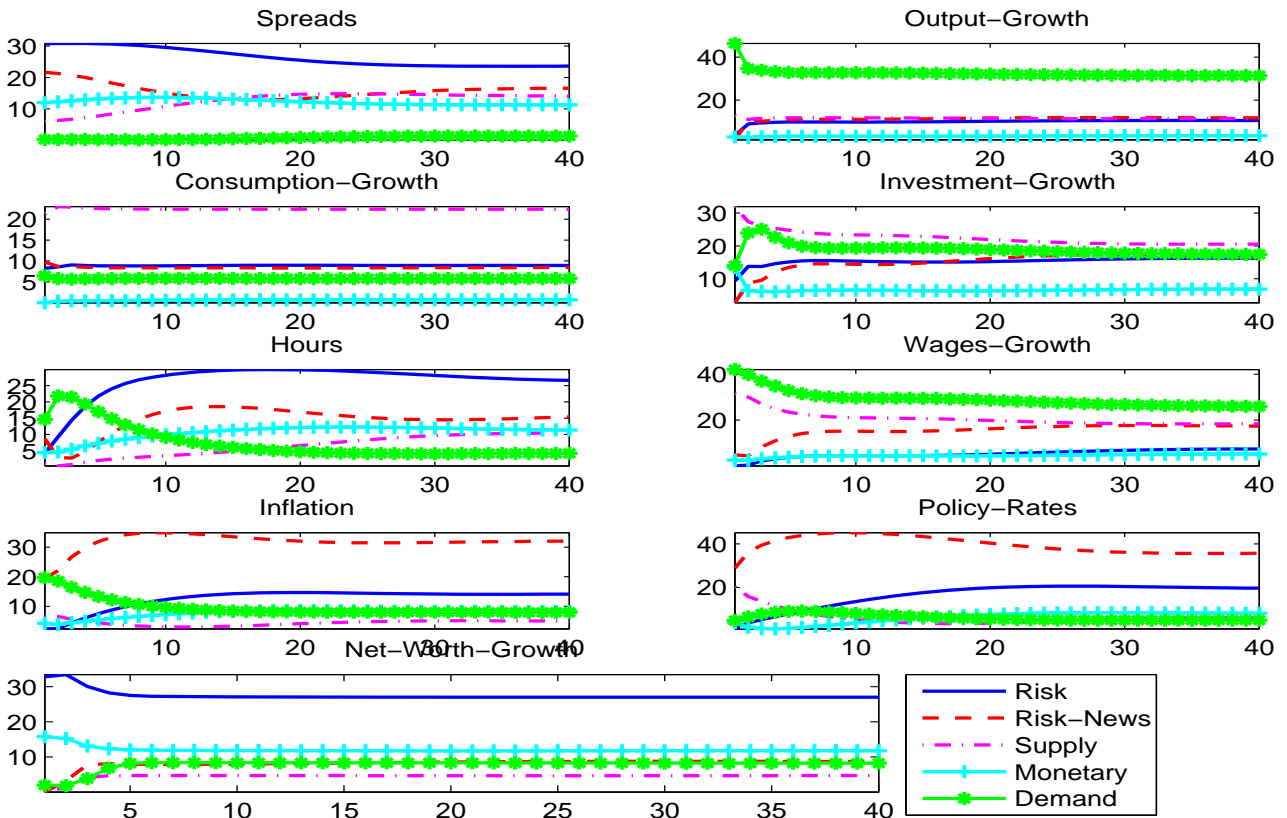 Spreads
30
20
10
10 20 30 40
Output−Growth
40
20
10 20 30 40
Consumption−Growth
20
15
10
5
10 20 30 40
Investment−Growth
30
20
10
10 20 30 40
Hours
25
20
15
10
5
10 20 30 40
Wages−Growth
40
20
10 20 30 40
Inflation
30
20
10
10 20 30 40
Policy−Rates
40
20
10 20 30 40
Net−Worth−Growth
30
20
10
5 10 15 20 25 30 35 40
Risk
Risk−News
Supply
Monetary
Demand